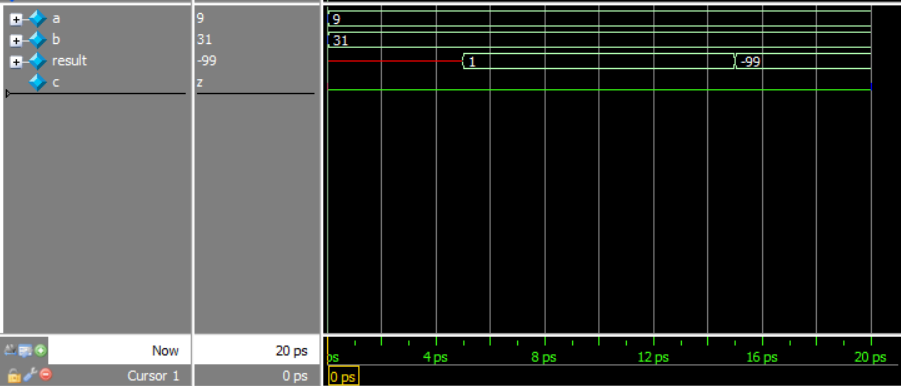 a 9 9
b 31 31
result -99 1 -99
c z
Now 20 ps ps 4 ps 8 ps 12 ps 16 ps 20 ps
Cursor 1 0 ps 0 ps